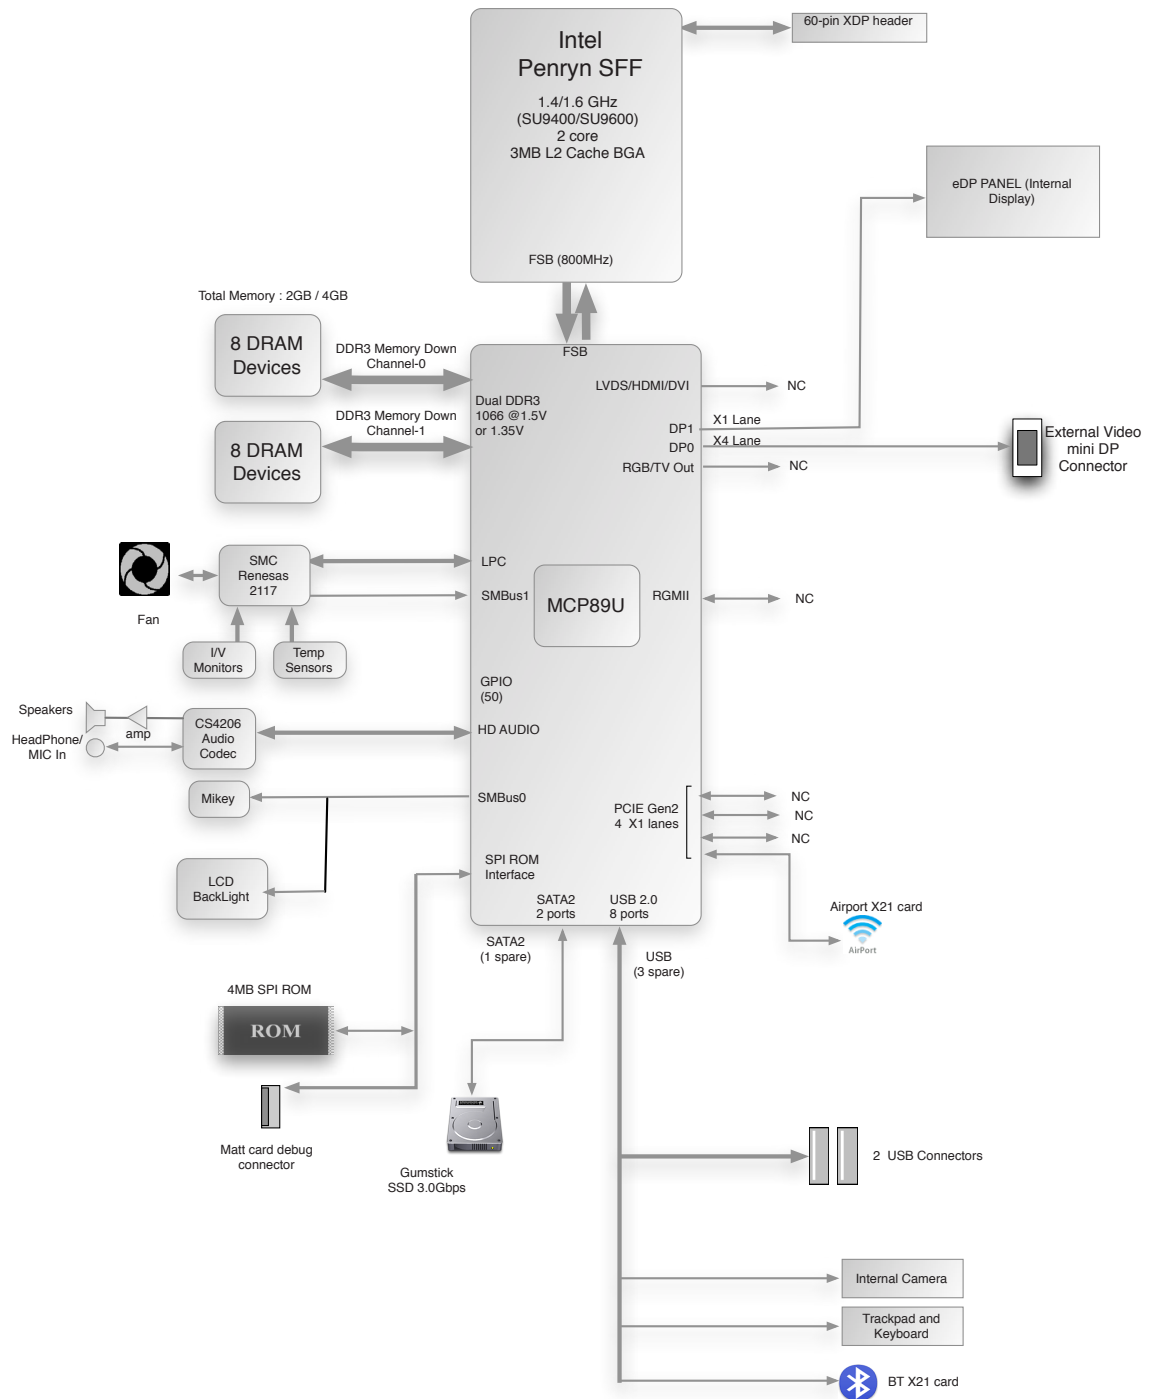 60-pin XDP header
Intel
Penryn SFF
1.4/1.6 GHz
(SU9400/SU9600)
2 core
3MB L2 Cache BGA
FSB (800MHz)
eDP PANEL (Internal
Display)
Total Memory : 2GB / 4GB
8 DRAM
Devices
DDR3 Memory Down
Channel-0
8 DRAM
Devices
DDR3 Memory Down
Channel-1
FSB
Dual DDR3
1066 @1.5V
or 1.35V
LVDS/HDMI/DVI
NC
DP1
X1 Lane
DP0
X4 Lane
RGB/TV Out
NC
External Video
mini DP
Connector
Fan
SMC
Renesas
2117
LPC
SMBus1
I/V
Monitors
Temp
Sensors
MCP89U
RGMII
NC
GPIO
(50)
Speakers
amp
HeadPhone/
MIC In
CS4206
Audio
Codec
HD AUDIO
Mikey
SMBus0
LCD
BackLight
PCIE Gen2
4 X1 lanes
NC
NC
NC
SPI ROM
Interface
SATA2
2 ports
USB 2.0
8 ports
Airport X21 card
AirPort
SATA2
(1 spare)
USB
(3 spare)
4MB SPI ROM
ROM
Matt card debug
connector
Gumstick
SSD 3.0Gbps
2 USB Connectors
Internal Camera
Trackpad and
Keyboard
BT X21 card